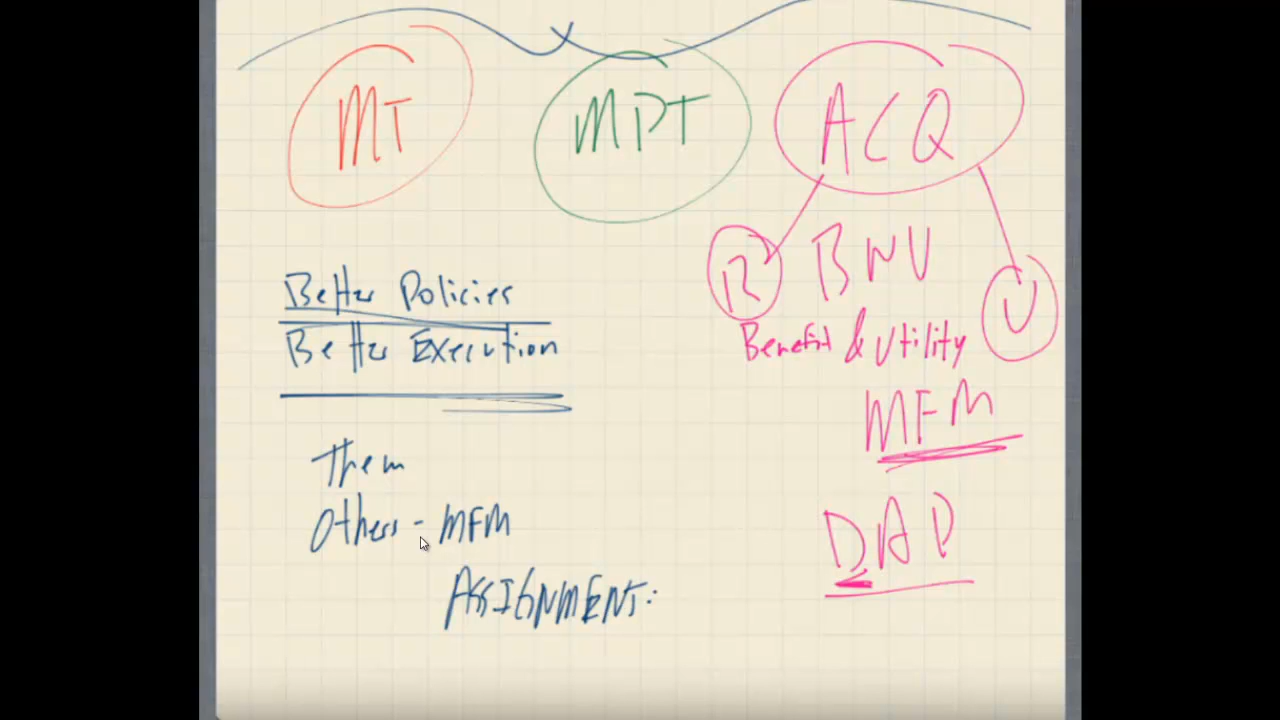 MT
MPT
ACQ
R
BNU
U
Benefit & Utility
MFM
DAP
Better Policies
Better Execution
Them
Others - MFM
ASSIGNMENT: